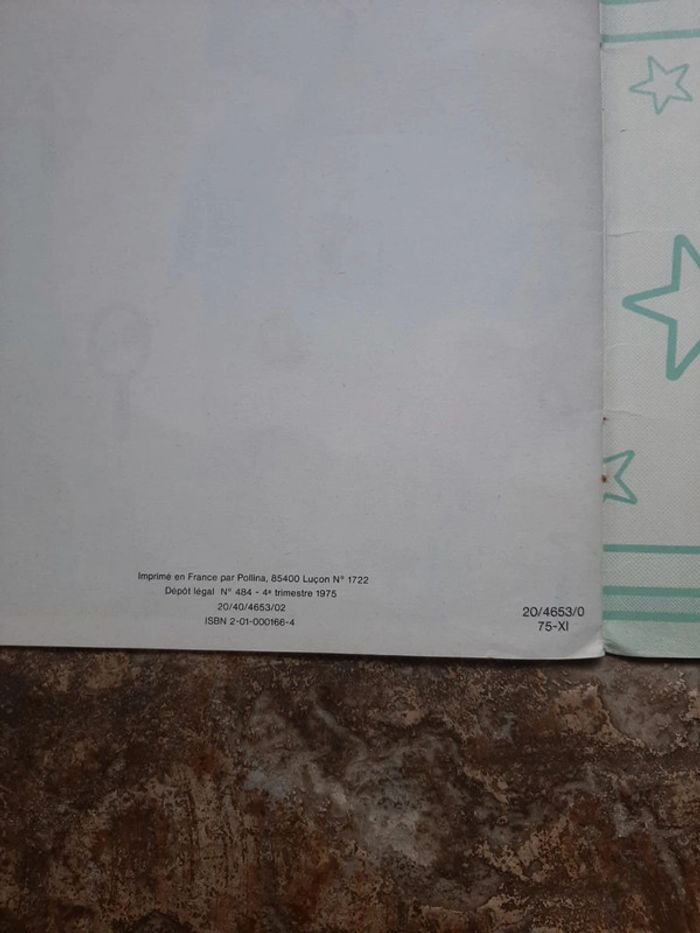 Imprimé en France par Pollina, 85400 Luçon N° 1722
Dépôt légal N° 484 - 4e trimestre 1975
20/40/4653/02
ISBN 2-01-000166-4
20/4653/0
75-XI